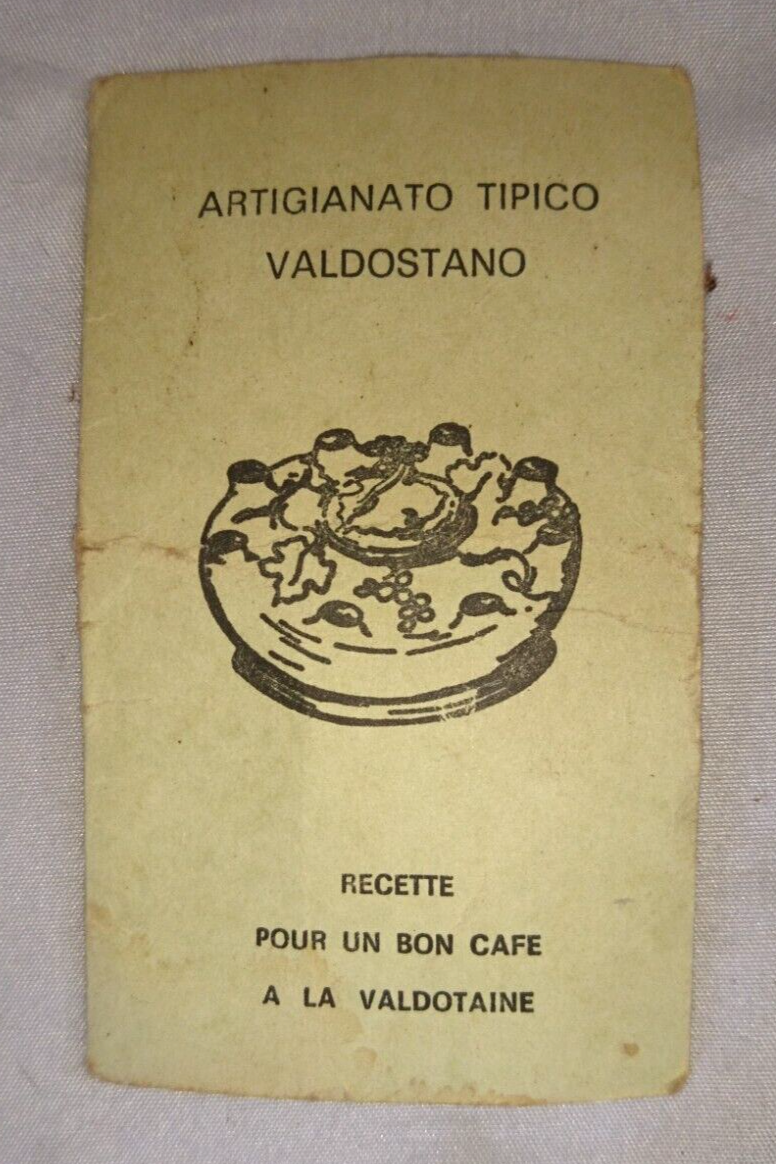 ARTIGIANATO TIPICO
VALDOSTANO
RECETTE
POUR UN BON CAFE
A LA VALDOTAINE